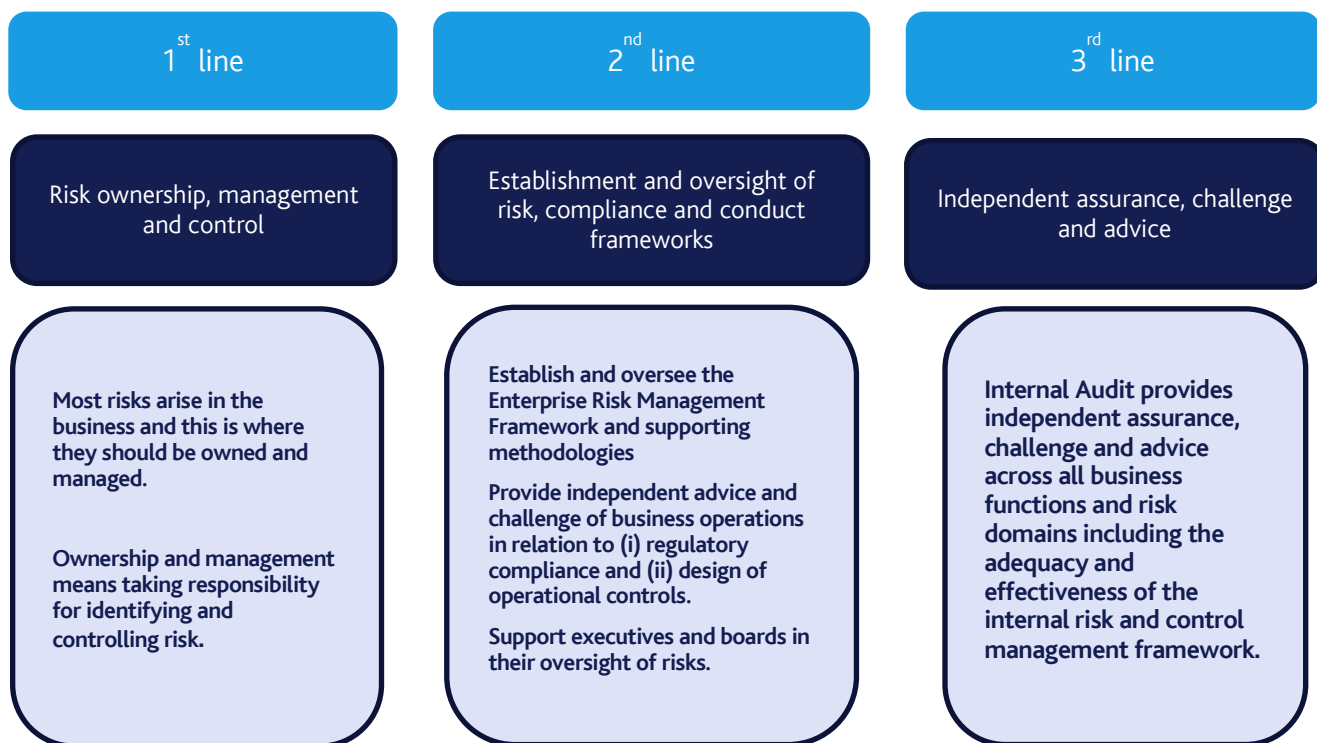 1st line
Risk ownership, management
and control
Most risks arise in the
business and this is where
they should be owned and
managed.
Ownership and management
means taking responsibility
for identifying and
controlling risk.
2nd line
Establishment and oversight of
risk, compliance and conduct
frameworks
Establish and oversee the
Enterprise Risk Management
Framework and supporting
methodologies
Provide independent advice and
challenge of business operations
in relation to (i) regulatory
compliance and (ii) design of
operational controls.
Support executives and boards in
their oversight of risks.
3rd line
Independent assurance, challenge
and advice
Internal Audit provides
independent assurance,
challenge and advice
across all business
functions and risk
domains including the
adequacy and
effectiveness of the
internal risk and control
management framework.